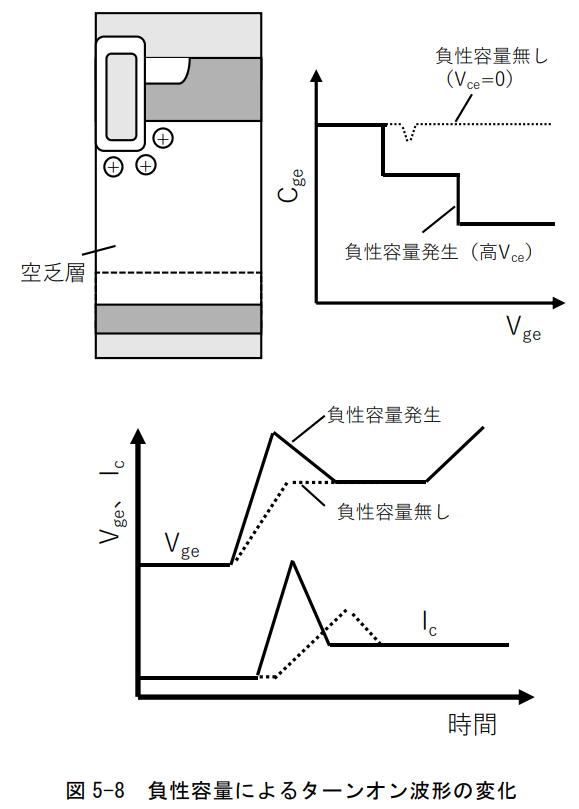 負性容量無し
（Vce=0）
Cge
負性容量発生（高Vce）
Vge
空乏層
負性容量発生
負性容量無し
Vge、Ic
Vge
Ic
時間
図 5-8　負性容量によるターンオン波形の変化